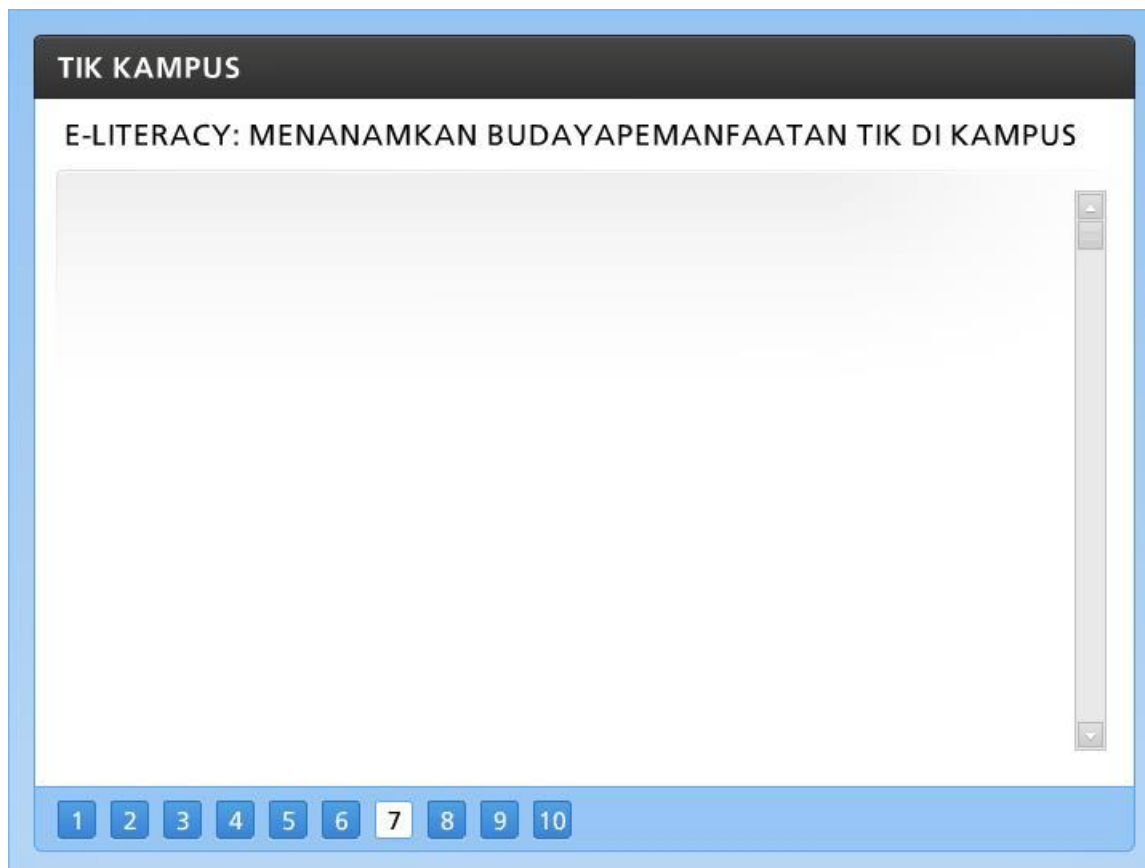 TIK KAMPUS
E-LITERACY: MENANAMKAN BUDAYAPEMANFAATAN TIK DI KAMPUS
1 2 3 4 5 6 7 8 9 10